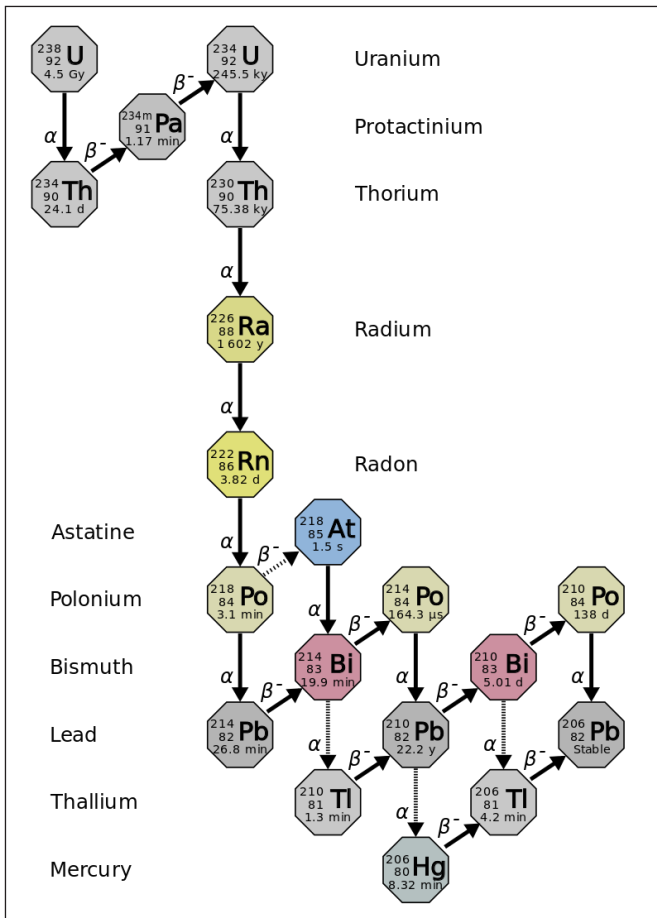 238
92 U
4.5 Gy
234
92 U
245.5 ky
Uranium
β⁻
234m
91 Pa
1.17 min
Protactinium
α
β⁻
α
234
90 Th
24.1 d
230
90 Th
75.38 ky
Thorium
α
226
88 Ra
1 602 y
Radium
α
222
86 Rn
3.82 d
Radon
Astatine
α
β⁻
218
85 At
1.5 s
Polonium
218
84 Po
3.1 min
α
β⁻
214
84 Po
164.3 µs
β⁻
210
84 Po
138 d
Bismuth
α
β⁻
214
83 Bi
19.9 min
α
β⁻
210
83 Bi
5.01 d
α
Lead
214
82 Pb
26.8 min
α
β⁻
210
82 Pb
22.2 y
α
β⁻
206
82 Pb
Stable
Thallium
210
81 Tl
1.3 min
α
β⁻
206
81 Tl
4.2 min
Mercury
206
80 Hg
8.32 min